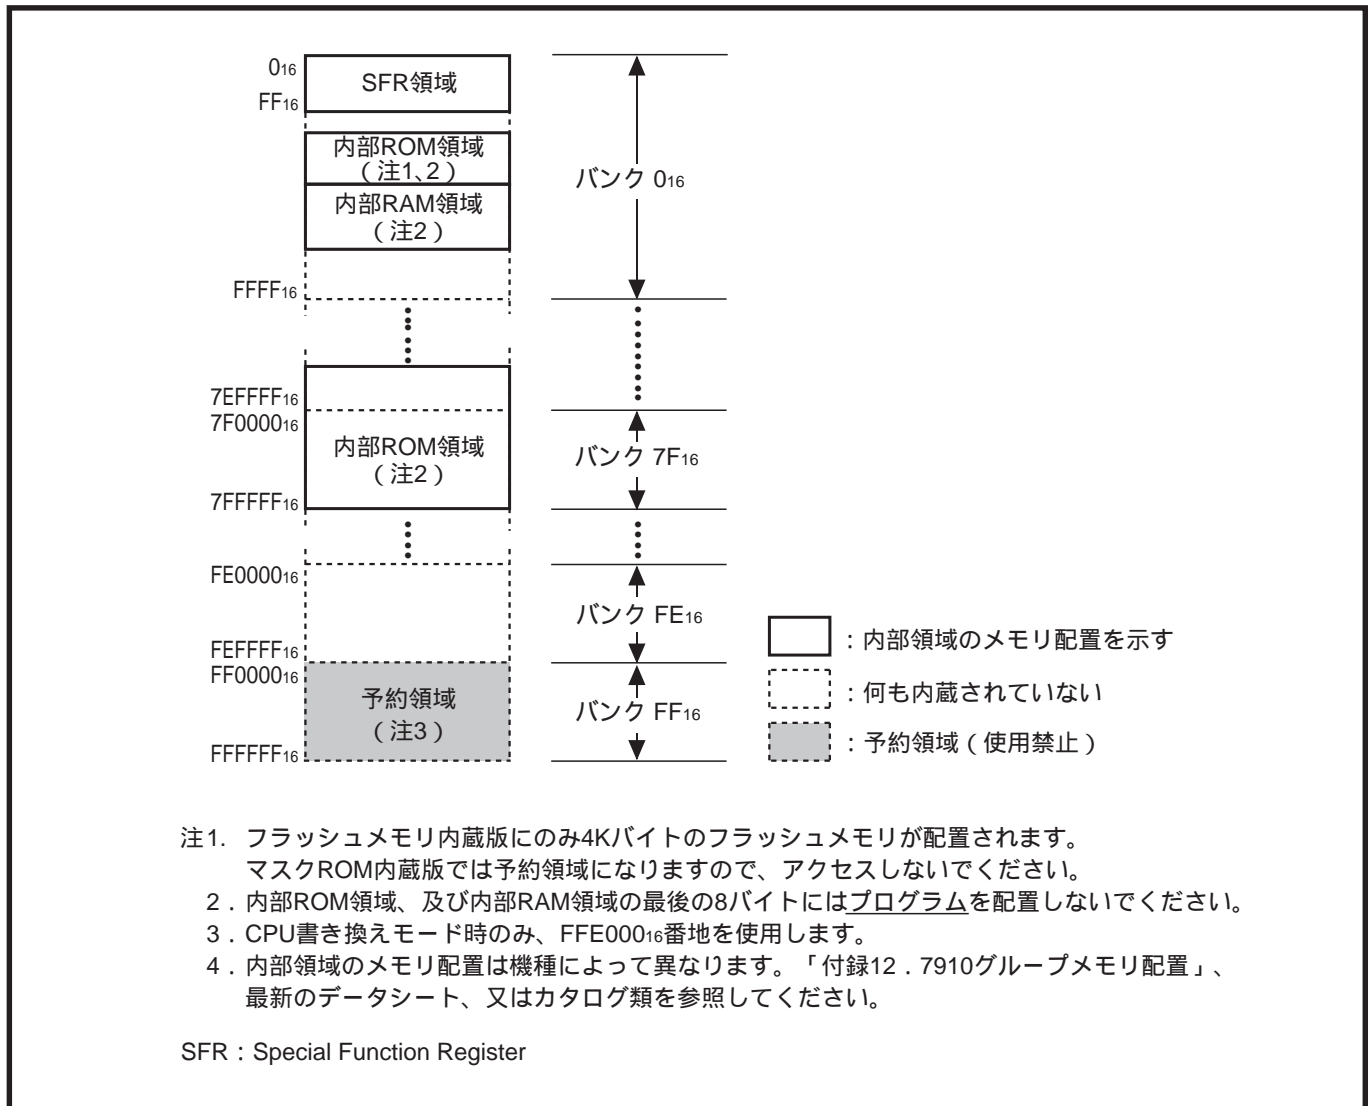 0₁₆
SFR領域
FF₁₆
内部ROM領域
（注1、2）
内部RAM領域
（注2）
バンク 0₁₆
FFFF₁₆
7EFFFF₁₆
7F0000₁₆
内部ROM領域
（注2）
バンク 7F₁₆
7FFFFF₁₆
FE0000₁₆
バンク FE₁₆
FEFFFF₁₆
FF0000₁₆
予約領域
（注3）
バンク FF₁₆
FFFFFF₁₆
：内部領域のメモリ配置を示す
：何も内蔵されていない
：予約領域（使用禁止）
注1. フラッシュメモリ内蔵版にのみ4Kバイトのフラッシュメモリが配置されます。
マスクROM内蔵版では予約領域になりますので、アクセスしないでください。
2．内部ROM領域、及び内部RAM領域の最後の8バイトにはプログラムを配置しないでください。
3．CPU書き換えモード時のみ、FFE000₁₆番地を使用します。
4．内部領域のメモリ配置は機種によって異なります。「付録12．7910グループメモリ配置」、
最新のデータシート、又はカタログ類を参照してください。
SFR：Special Function Register